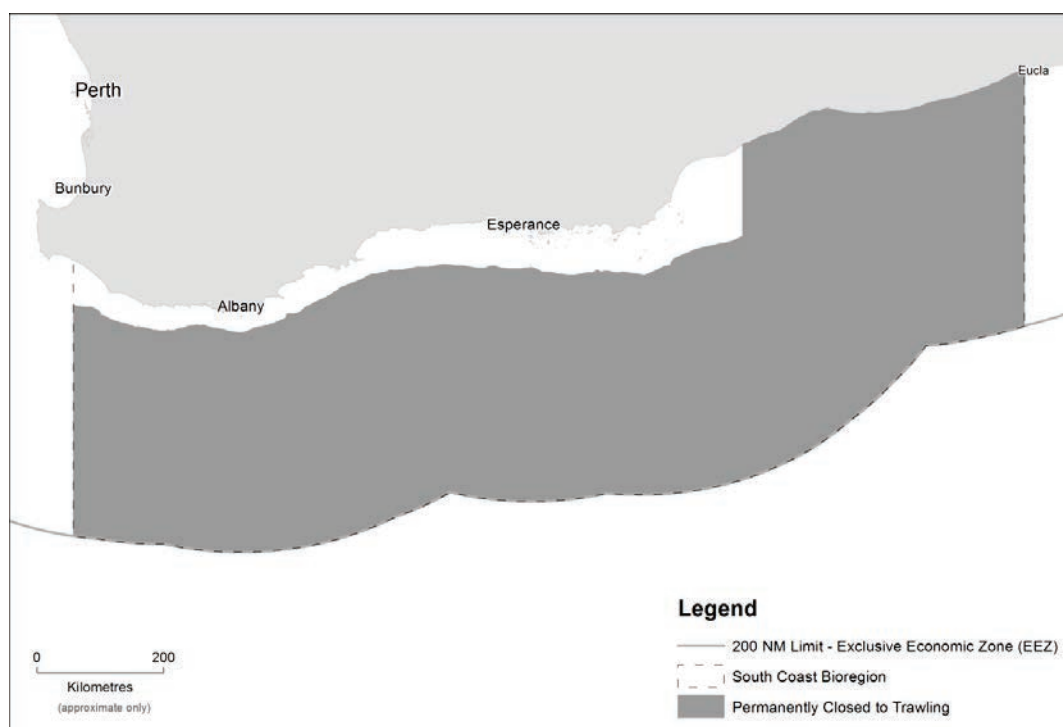 Eucla
Perth
Bunbury
Esperance
Albany
Legend
200 NM Limit - Exclusive Economic Zone (EEZ)
South Coast Bioregion
Permanently Closed to Trawling
0 200
Kilometres
(approximate only)